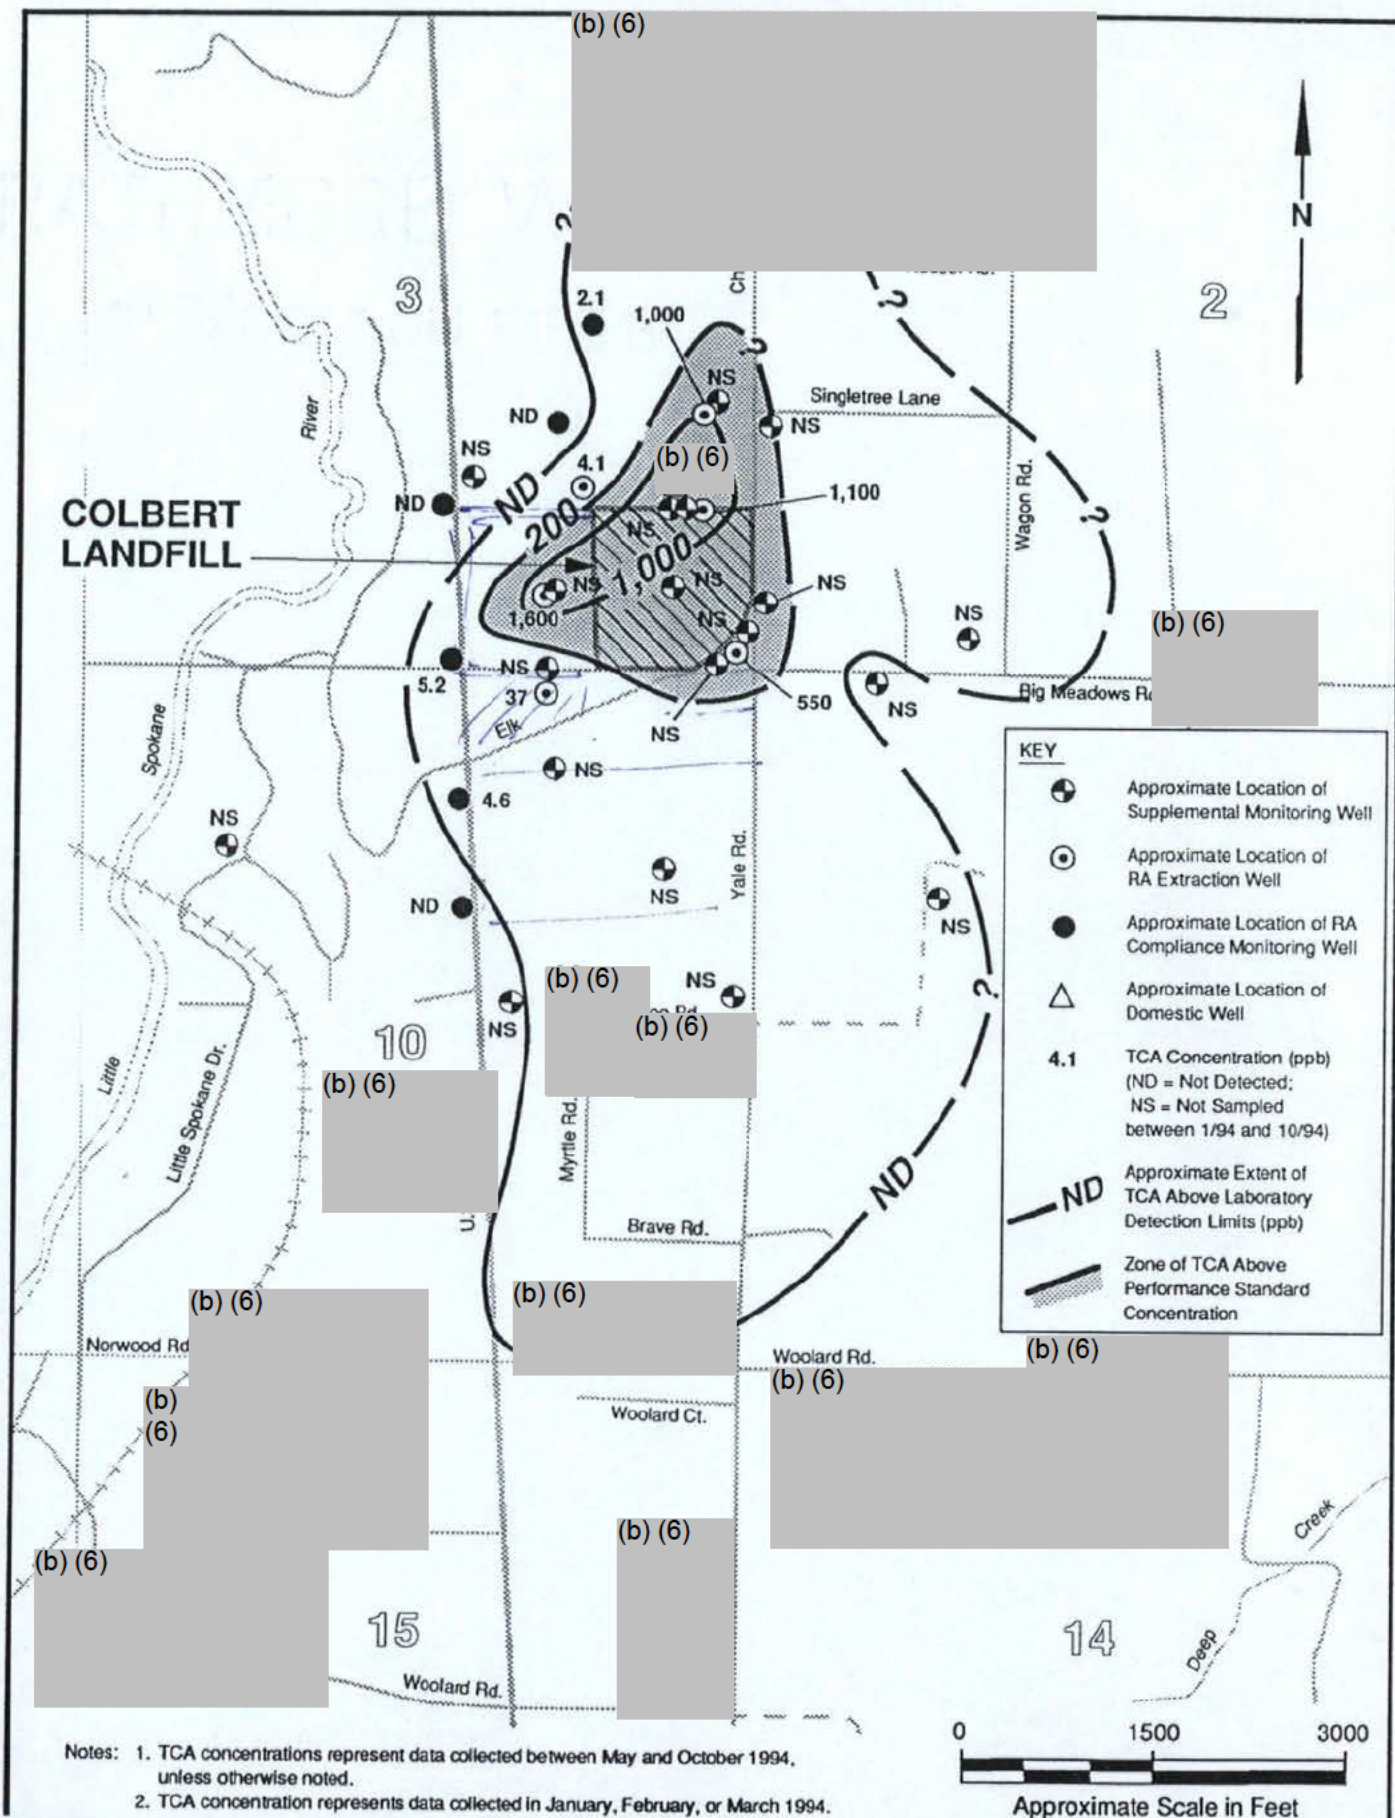 (b) (6)
N
2
3
Ch
?
2
2.1
1,000
NS
?
?
Singletree Lane
ND
NS
River
NS
(b) (6)
4.1
COLBERT
LANDFILL
ND
ND
200
1,100
Wagon Rd.
?
NS
1,000
NS
NS
NS
1,600
NS
NS
(b) (6)
5.2
NS
37
550
Big Meadows Rd
NS
Elk
NS
Spokane
NS
4.6
NS
Yale Rd.
NS
ND
NS
NS
(b) (6)
NS
?
Rd.
(b) (6)
10
(b) (6)
Little
Little Spokane Dr.
Myrtle Rd.
U.
ND
Brave Rd.
KEY
Approximate Location of
Supplemental Monitoring Well
Approximate Location of
RA Extraction Well
Approximate Location of RA
Compliance Monitoring Well
Approximate Location of
Domestic Well
4.1 TCA Concentration (ppb)
(ND = Not Detected;
NS = Not Sampled
between 1/94 and 10/94)
ND Approximate Extent of
TCA Above Laboratory
Detection Limits (ppb)
Zone of TCA Above
Performance Standard
Concentration
(b) (6)
(b) (6)
Norwood Rd
Woolard Rd.
(b) (6)
(b) (6)
(b)
(6)
Woolard Ct.
(b) (6)
(b) (6)
Creek
Deep
15
14
Woolard Rd.
0 1500 3000
Approximate Scale in Feet
Notes: 1. TCA concentrations represent data collected between May and October 1994,
unless otherwise noted.
2. TCA concentration represents data collected in January, February, or March 1994.